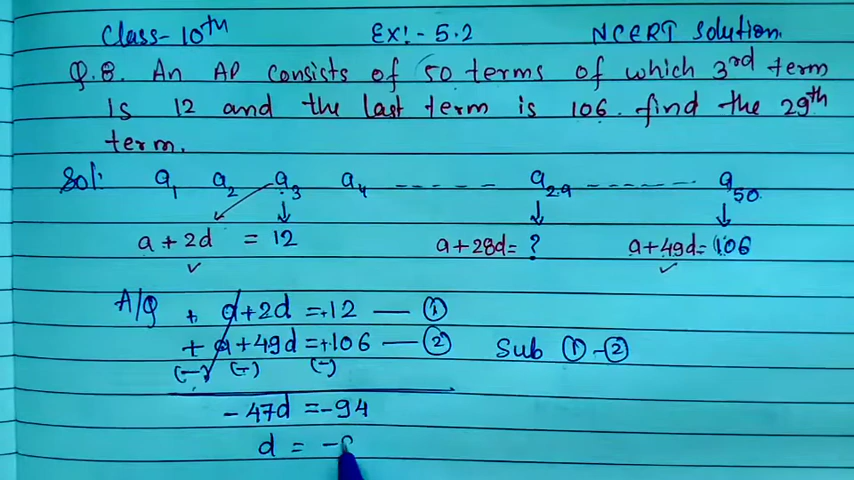 Class-10th Ex:- 5.2 NCERT Solution.
Q.8. An AP consists of 50 terms of which 3rd term
is 12 and the last term is 106. find the 29th
term.
Sol: a1 a2 a3 a4 ------ a29 ------- a50
a+2d = 12 a+28d= ? a+49d=106
A/Q + a+2d =+12 — ①
+ a+49d =+106 — ② Sub ①-②
(-) (-) (-)
-47d =-94
d = -